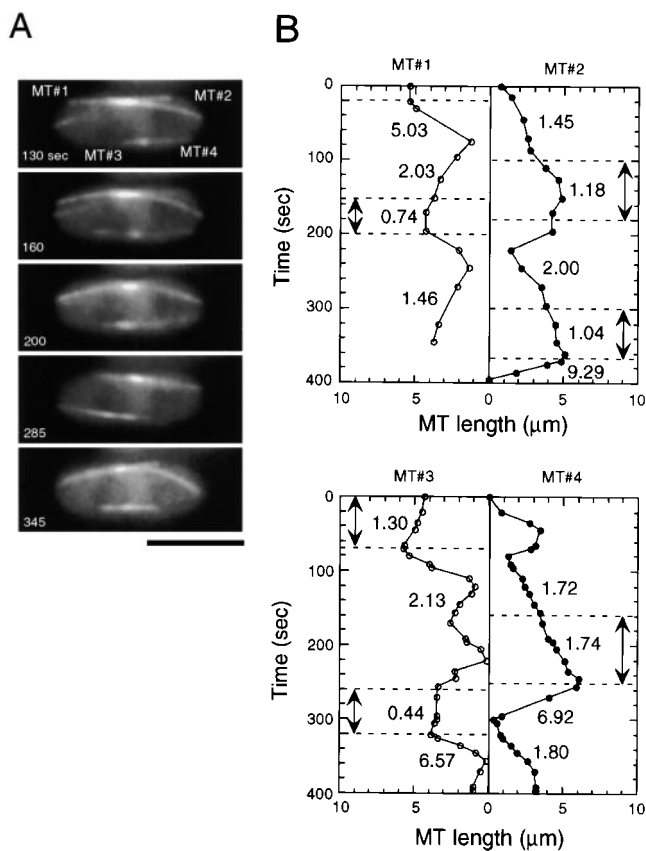 A
MT#1
MT#2
MT#3
MT#4
130 sec
160
200
285
345
B
MT#1 MT#2
0
100
200
300
400
Time (sec)
5.03
2.03
0.74
1.46
1.45
1.18
2.00
1.04
9.29
10 5 0 5 10
MT length (μm)
MT#3 MT#4
0
100
200
300
400
Time (sec)
1.30
2.13
0.44
6.57
1.72
1.74
6.92
1.80
10 5 0 5 10
MT length (μm)